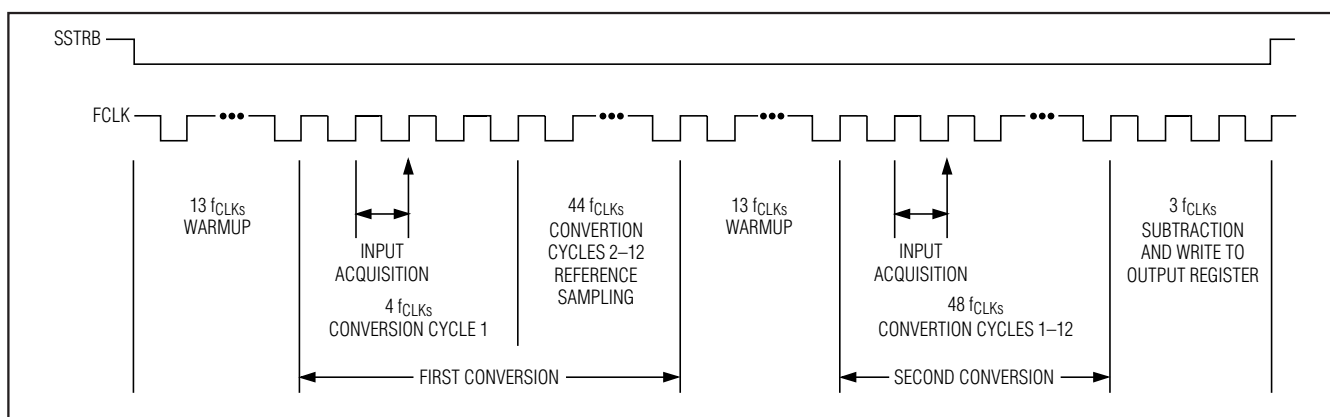 SSTRB
FCLK
13 fCLKs
WARMUP
INPUT
ACQUISITION
4 fCLKs
CONVERSION CYCLE 1
44 fCLKs
CONVERTION
CYCLES 2–12
REFERENCE
SAMPLING
13 fCLKs
WARMUP
INPUT
ACQUISITION
48 fCLKs
CONVERTION CYCLES 1–12
3 fCLKs
SUBTRACTION
AND WRITE TO
OUTPUT REGISTER
FIRST CONVERSION
SECOND CONVERSION